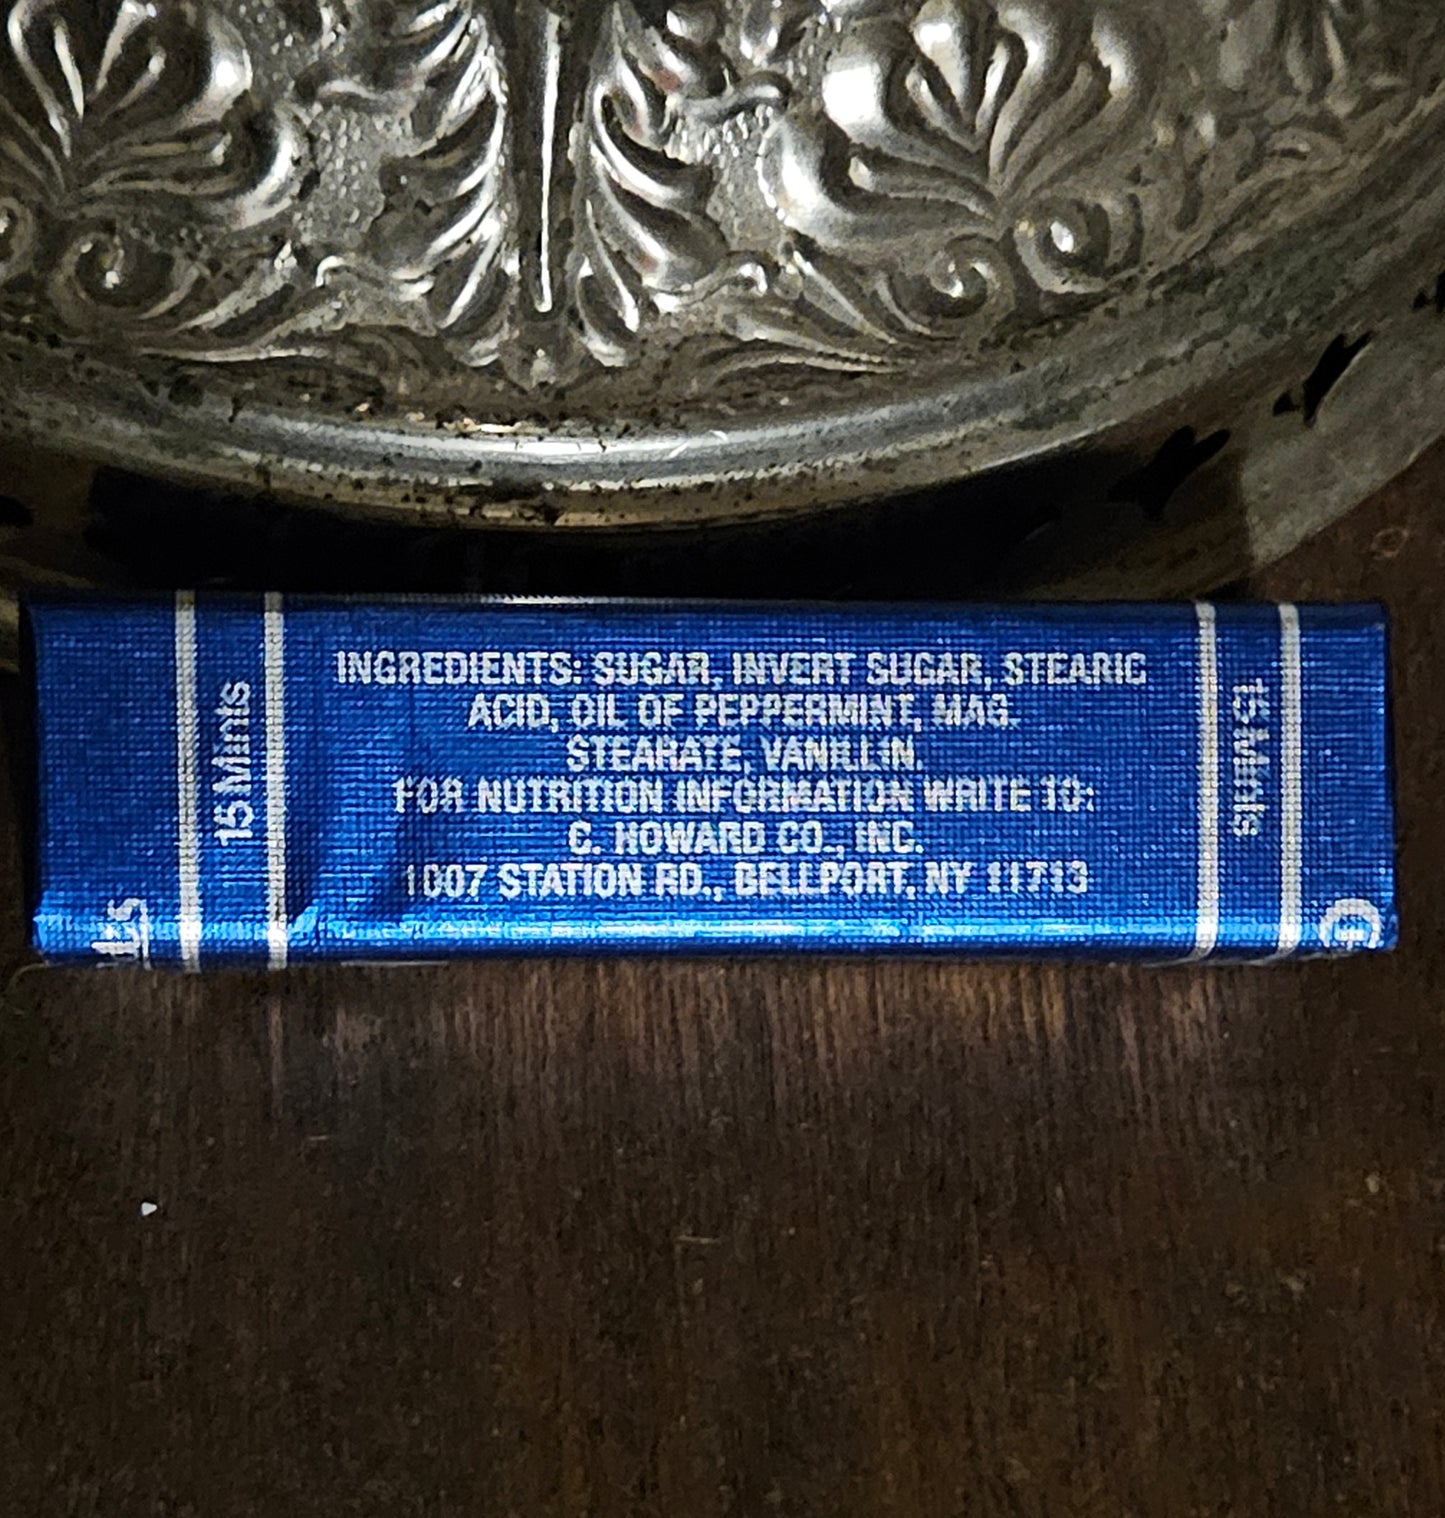 15 Mints
INGREDIENTS: SUGAR, INVERT SUGAR, STEARIC
ACID, OIL OF PEPPERMINT, MAG.
STEARATE, VANILLIN.
FOR NUTRITION INFORMATION WRITE TO:
C. HOWARD CO., INC.
1007 STATION RD., BELLPORT, NY 11713
15 Mints